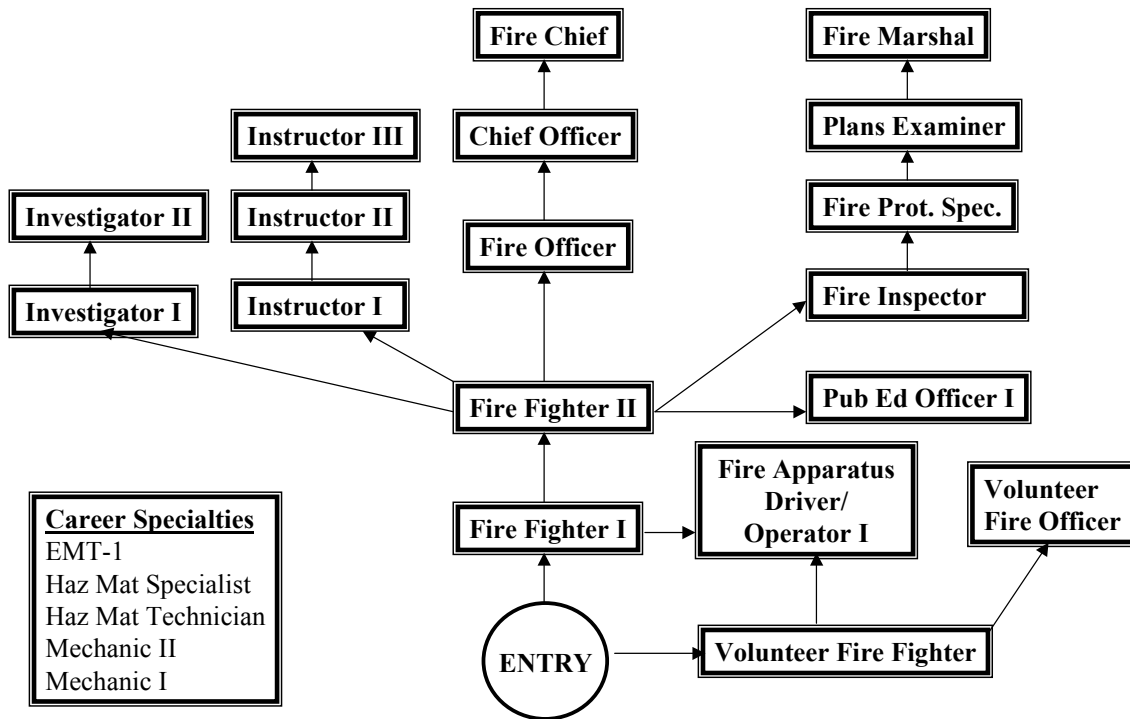 Fire Chief
Fire Marshal
Instructor III
Chief Officer
Plans Examiner
Investigator II
Instructor II
Fire Officer
Fire Prot. Spec.
Investigator I
Instructor I
Fire Inspector
Fire Fighter II
Pub Ed Officer I
Fire Apparatus
Driver/
Operator I
Volunteer
Fire Officer
Fire Fighter I
Career Specialties
EMT-1
Haz Mat Specialist
Haz Mat Technician
Mechanic II
Mechanic I
ENTRY
Volunteer Fire Fighter